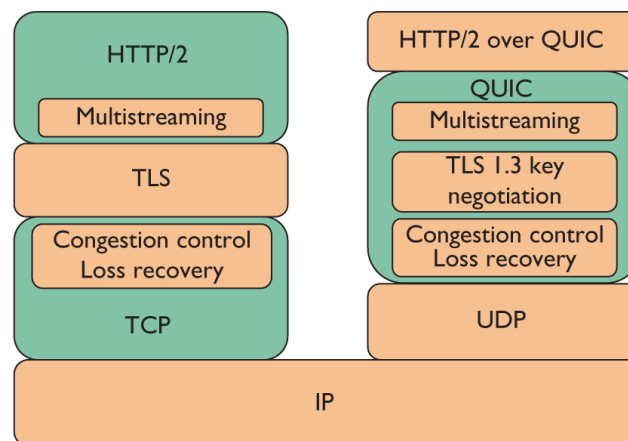 HTTP/2
Multistreaming
TLS
Congestion control
Loss recovery
TCP
HTTP/2 over QUIC
QUIC
Multistreaming
TLS 1.3 key
negotiation
Congestion control
Loss recovery
UDP
IP